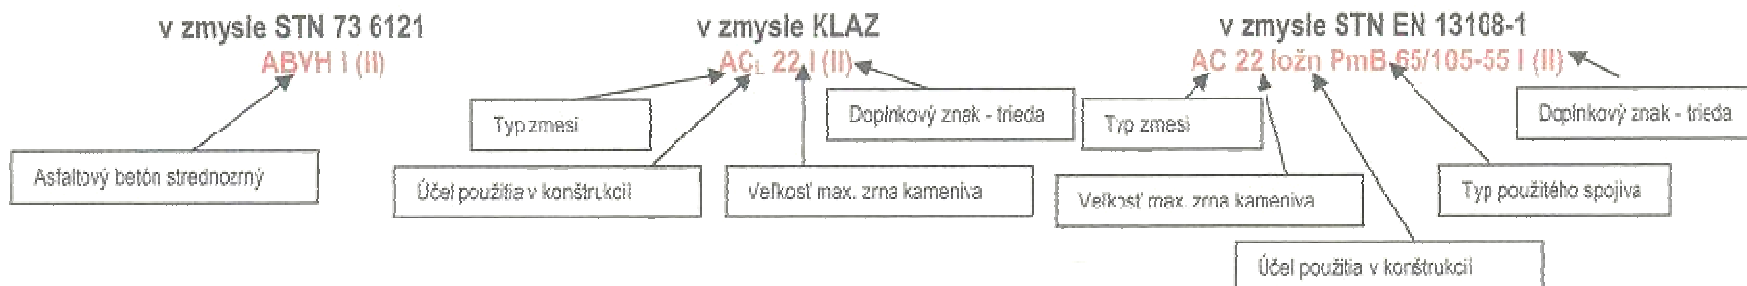 v zmysle STN 73 6121
ABVH I (II)
Asfaltový betón strednozrný
v zmysle KLAZ
ACL 22 I (II)
Typ zmesi
Doplnkový znak - trieda
Účel použitia v konštrukcií
Veľkosť max. zrna kameniva
v zmysle STN EN 13108-1
AC 22 ložn PmB 65/105-55 I (II)
Typ zmesi
Doplnkový znak - trieda
Veľkosť max. zrna kameniva
Typ použitého spojiva
Účel použitia v konštrukcií